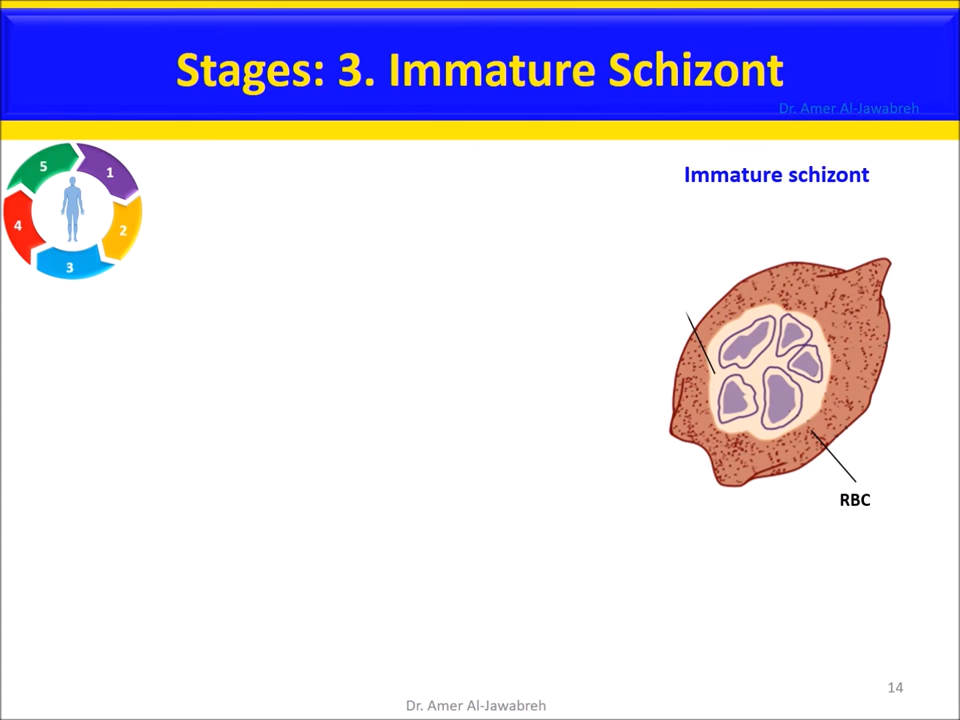 Stages: 3. Immature Schizont
Dr. Amer Al-Jawabreh
5
1
4
2
3
Immature schizont
RBC
14
Dr. Amer Al-Jawabreh